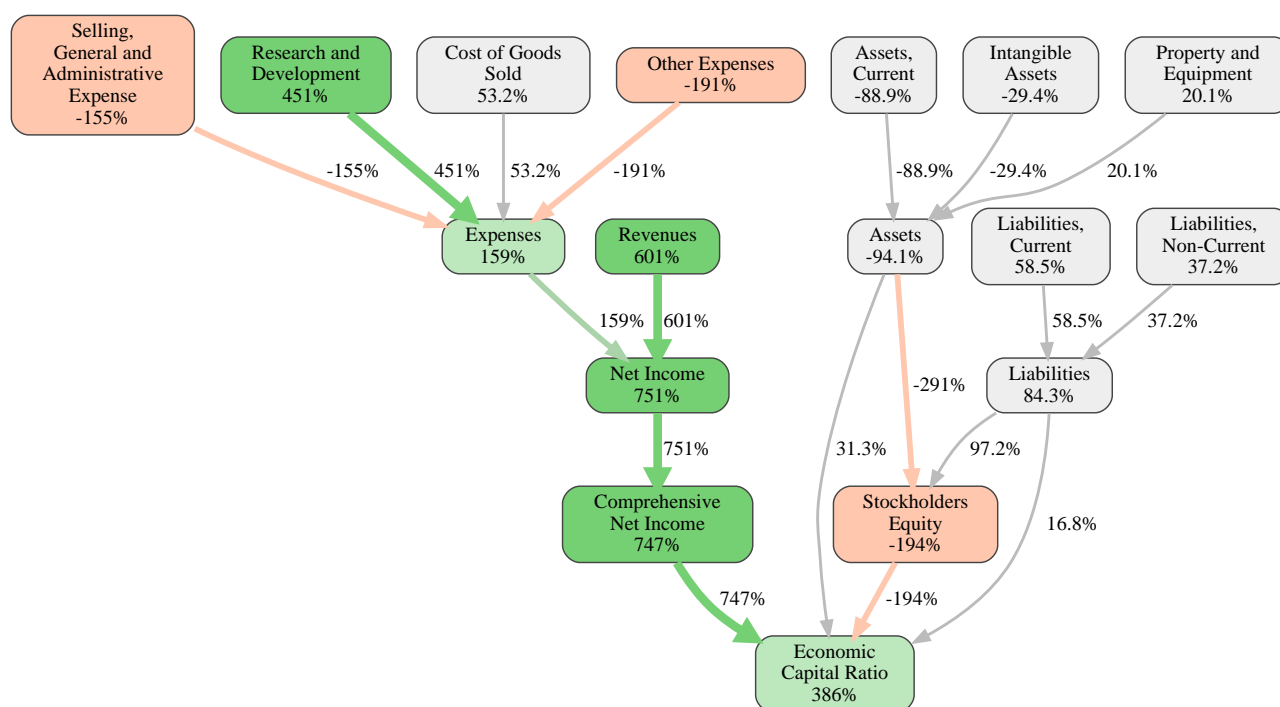 Selling,
General and
Administrative
Expense
-155%
Research and
Development
451%
Cost of Goods
Sold
53.2%
Other Expenses
-191%
Assets,
Current
-88.9%
Intangible
Assets
-29.4%
Property and
Equipment
20.1%
-155%
451%
53.2%
-191%
-88.9%
-29.4%
20.1%
Expenses
159%
Revenues
601%
Assets
-94.1%
Liabilities,
Current
58.5%
Liabilities,
Non-Current
37.2%
159%
601%
58.5%
37.2%
Net Income
751%
-291%
Liabilities
84.3%
751%
31.3%
97.2%
Comprehensive
Net Income
747%
Stockholders
Equity
-194%
16.8%
747%
-194%
Economic
Capital Ratio
386%